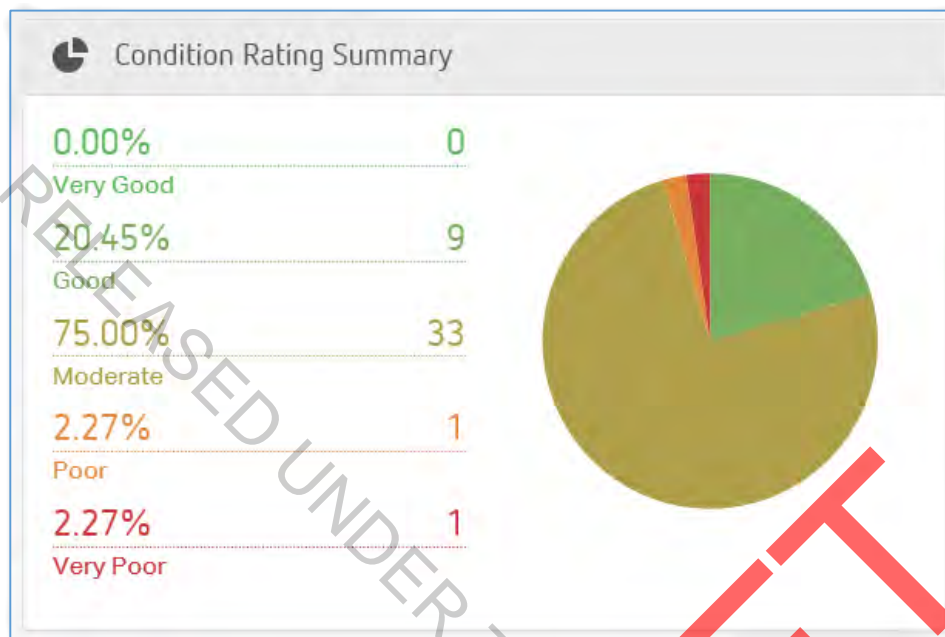 Condition Rating Summary
0.00% 0
Very Good
20.45% 9
Good
75.00% 33
Moderate
2.27% 1
Poor
2.27% 1
Very Poor
RELEASED UNDER